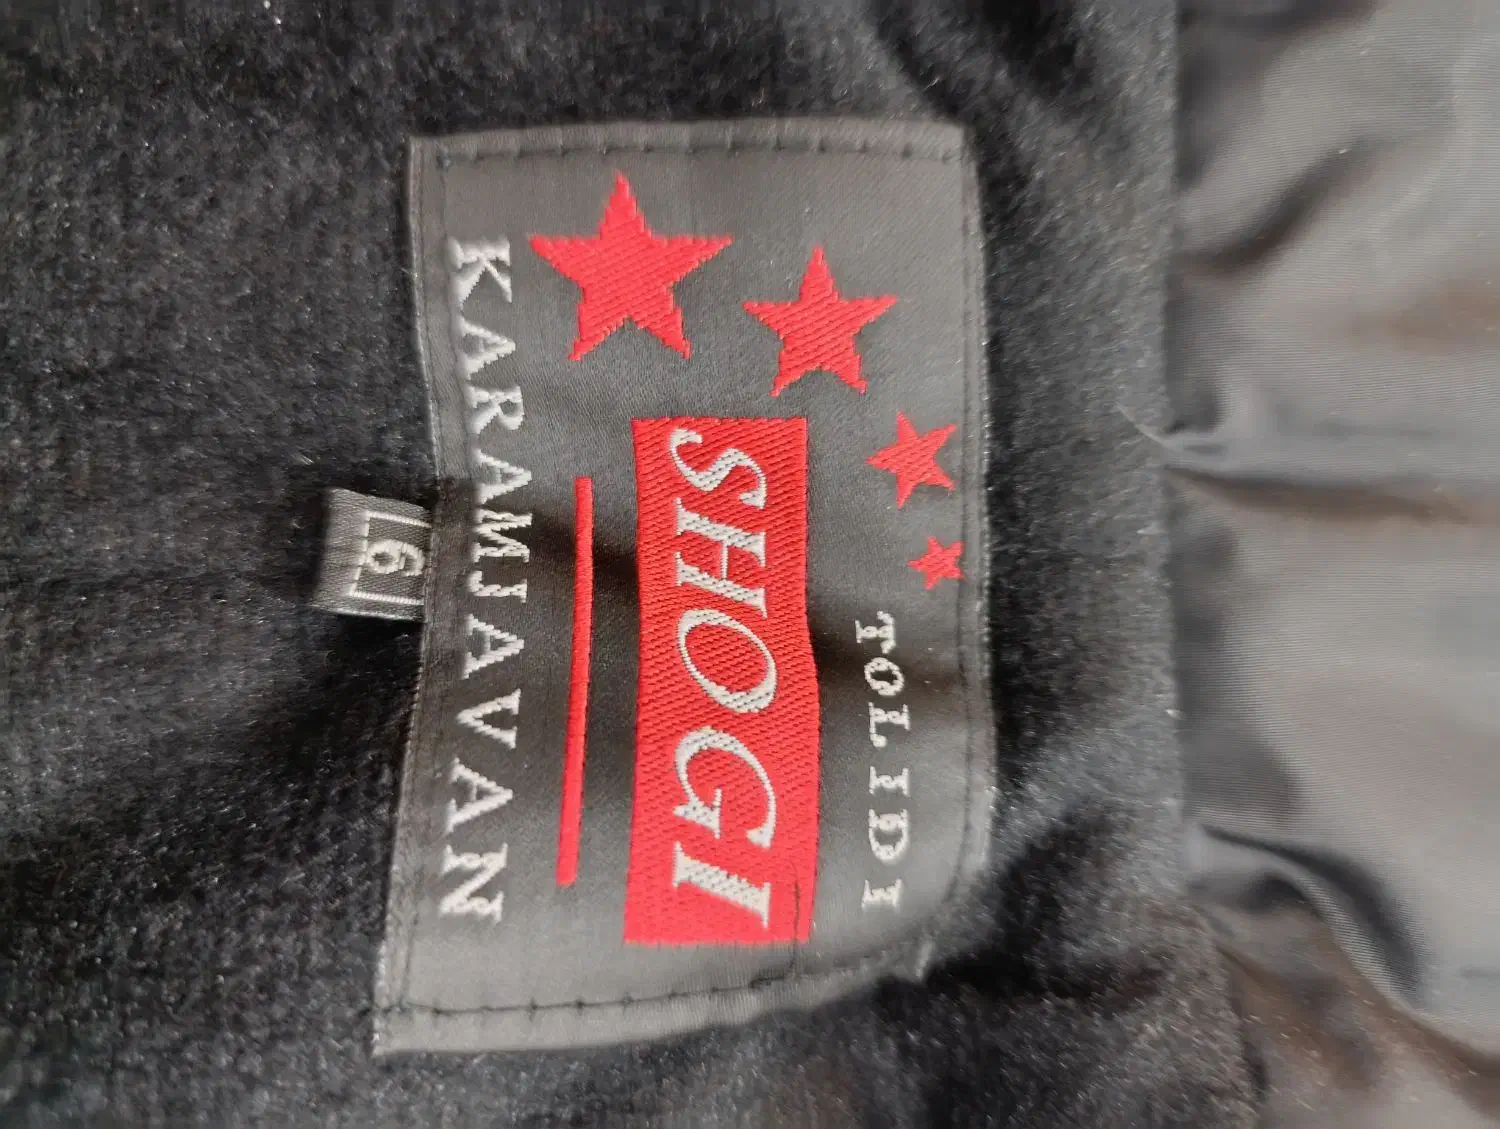 TOLIDI
SHOGI
KARAMJAVAN
6